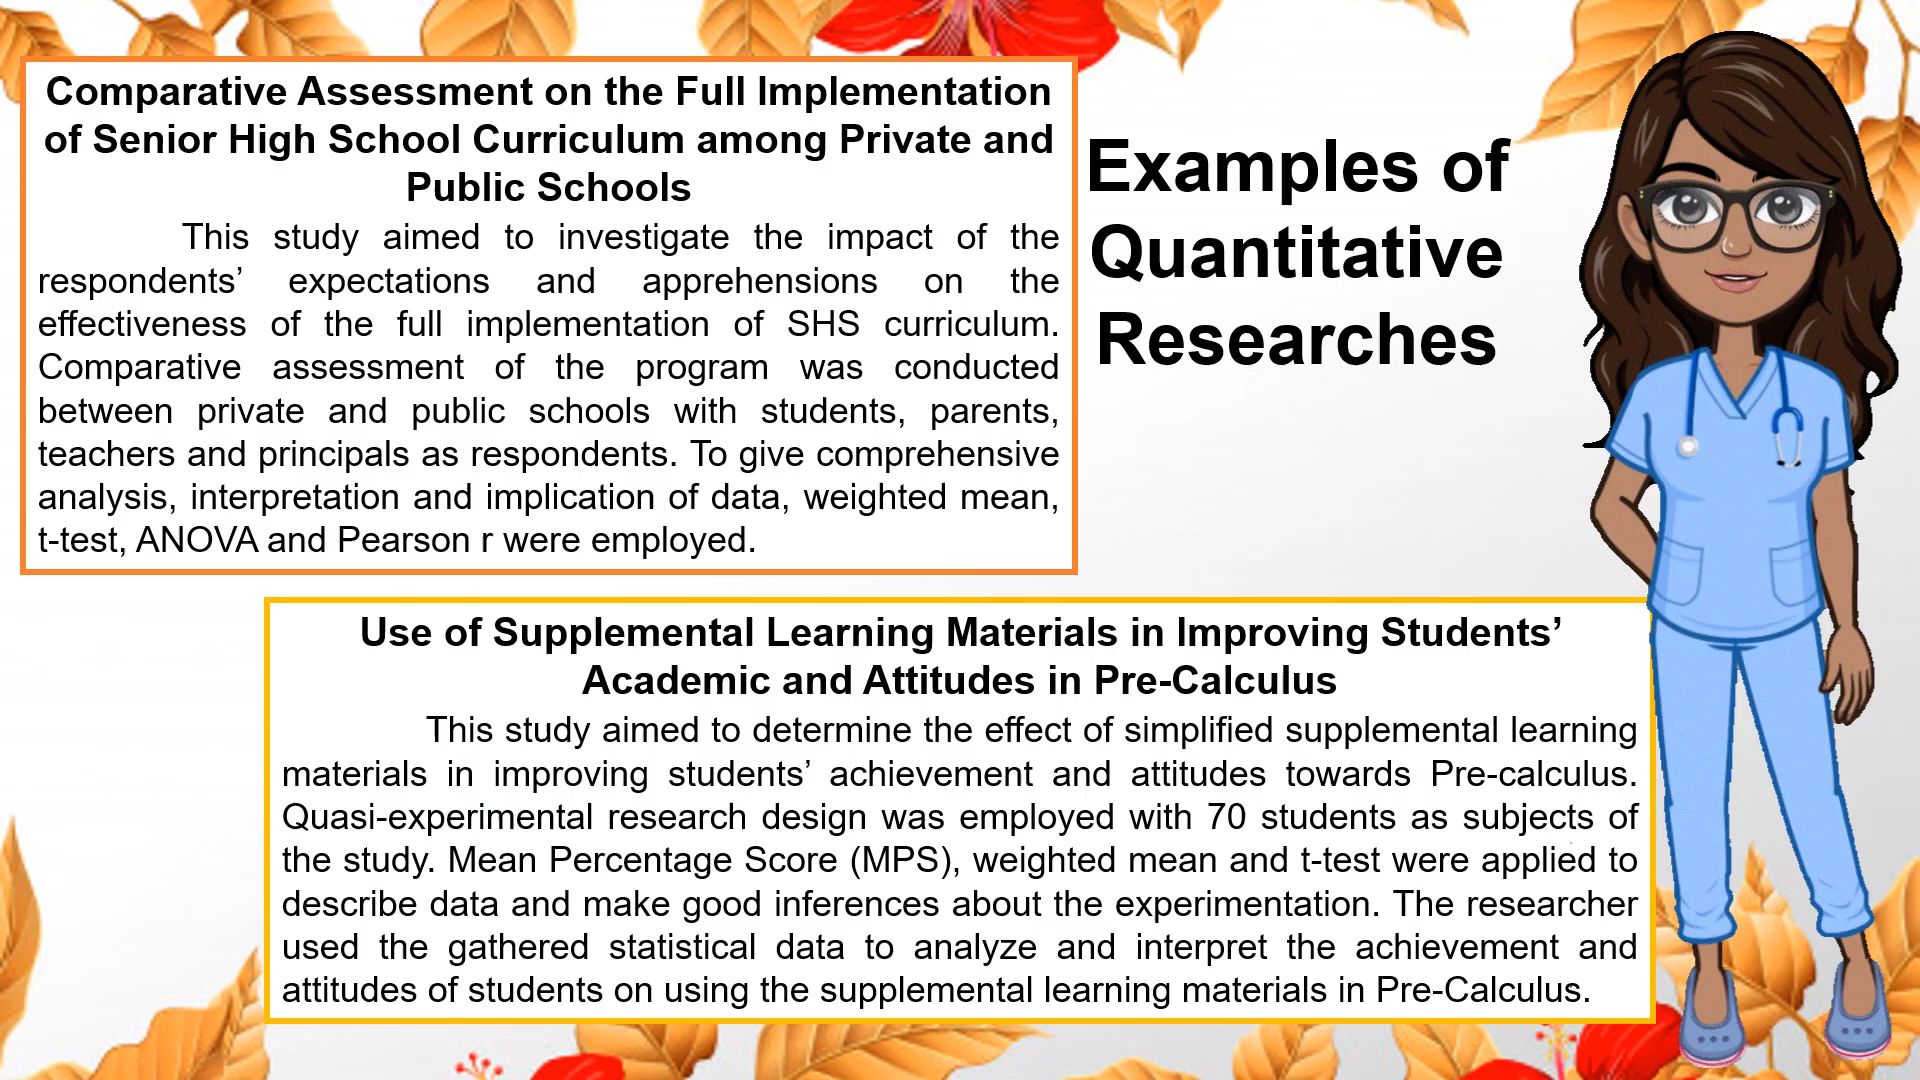 Comparative Assessment on the Full Implementation
of Senior High School Curriculum among Private and
Public Schools
This study aimed to investigate the impact of the
respondents’ expectations and apprehensions on the
effectiveness of the full implementation of SHS curriculum.
Comparative assessment of the program was conducted
between private and public schools with students, parents,
teachers and principals as respondents. To give comprehensive
analysis, interpretation and implication of data, weighted mean,
t-test, ANOVA and Pearson r were employed.
Examples of
Quantitative
Researches
Use of Supplemental Learning Materials in Improving Students’
Academic and Attitudes in Pre-Calculus
This study aimed to determine the effect of simplified supplemental learning
materials in improving students’ achievement and attitudes towards Pre-calculus.
Quasi-experimental research design was employed with 70 students as subjects of
the study. Mean Percentage Score (MPS), weighted mean and t-test were applied to
describe data and make good inferences about the experimentation. The researcher
used the gathered statistical data to analyze and interpret the achievement and
attitudes of students on using the supplemental learning materials in Pre-Calculus.